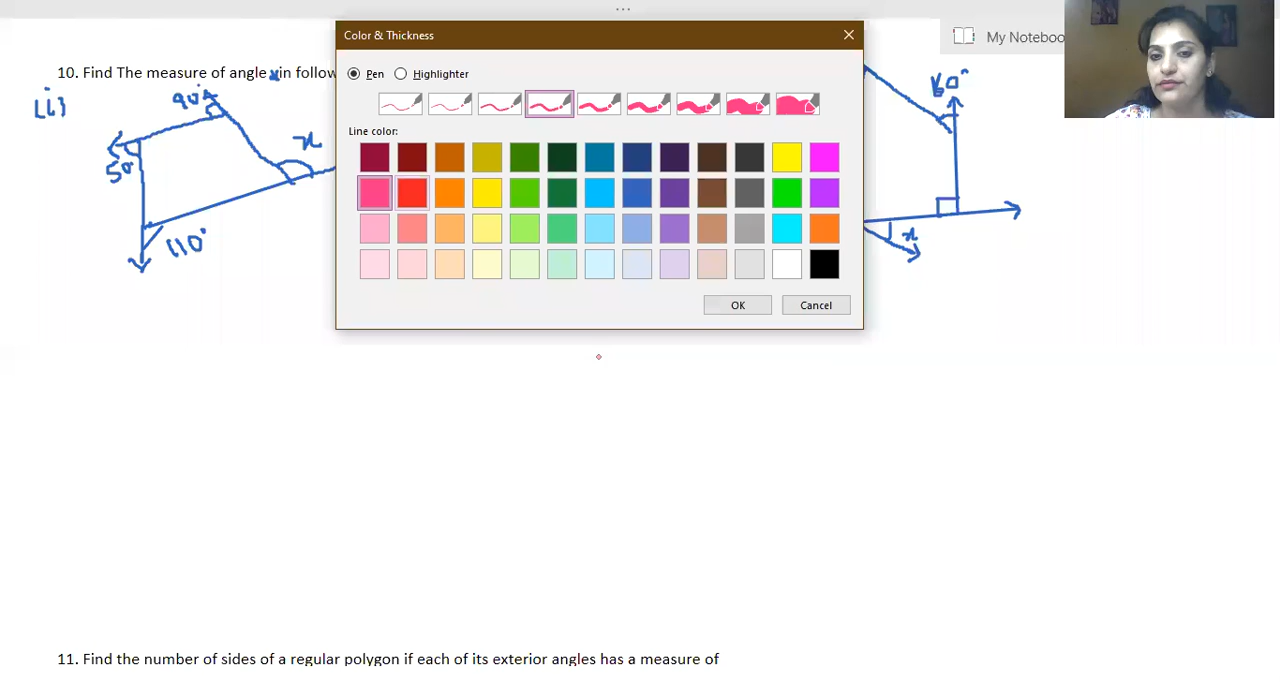 My Noteboo
Color & Thickness
10. Find The measure of angle x in follow
Pen
Highlighter
(i)
90°
60°
Line color:
x
50°
110°
x
OK
Cancel
11. Find the number of sides of a regular polygon if each of its exterior angles has a measure of